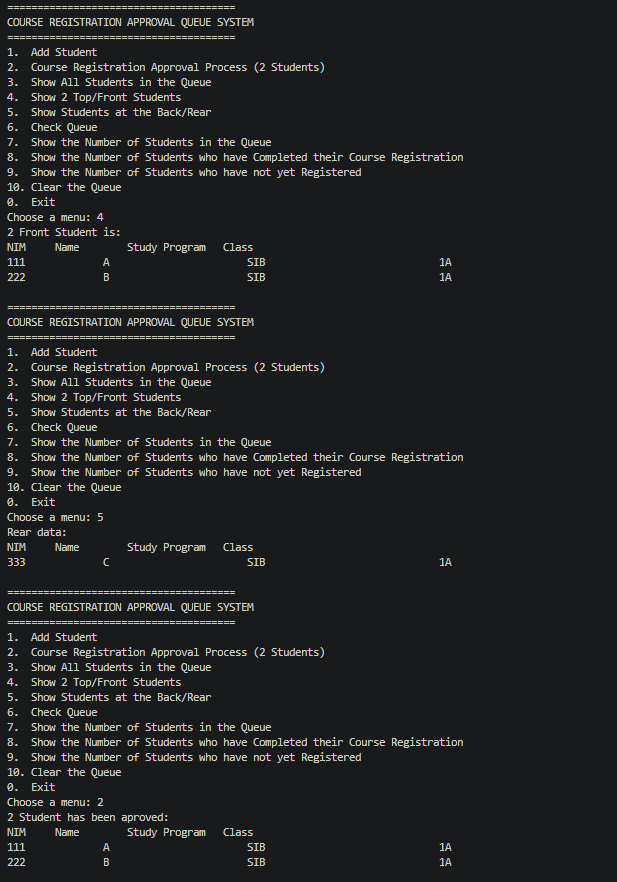 ======================================
COURSE REGISTRATION APPROVAL QUEUE SYSTEM
======================================
1.  Add Student
2.  Course Registration Approval Process (2 Students)
3.  Show All Students in the Queue
4.  Show 2 Top/Front Students
5.  Show Students at the Back/Rear
6.  Check Queue
7.  Show the Number of Students in the Queue
8.  Show the Number of Students who have Completed their Course Registration
9.  Show the Number of Students who have not yet Registered
10. Clear the Queue
0.  Exit
Choose a menu: 4
2 Front Student is:
NIM     Name        Study Program   Class
111             A                       SIB                             1A
222             B                       SIB                             1A

======================================
COURSE REGISTRATION APPROVAL QUEUE SYSTEM
======================================
1.  Add Student
2.  Course Registration Approval Process (2 Students)
3.  Show All Students in the Queue
4.  Show 2 Top/Front Students
5.  Show Students at the Back/Rear
6.  Check Queue
7.  Show the Number of Students in the Queue
8.  Show the Number of Students who have Completed their Course Registration
9.  Show the Number of Students who have not yet Registered
10. Clear the Queue
0.  Exit
Choose a menu: 5
Rear data:
NIM     Name        Study Program   Class
333             C                       SIB                             1A

======================================
COURSE REGISTRATION APPROVAL QUEUE SYSTEM
======================================
1.  Add Student
2.  Course Registration Approval Process (2 Students)
3.  Show All Students in the Queue
4.  Show 2 Top/Front Students
5.  Show Students at the Back/Rear
6.  Check Queue
7.  Show the Number of Students in the Queue
8.  Show the Number of Students who have Completed their Course Registration
9.  Show the Number of Students who have not yet Registered
10. Clear the Queue
0.  Exit
Choose a menu: 2
2 Student has been aproved:
NIM     Name        Study Program   Class
111             A                       SIB                             1A
222             B                       SIB                             1A